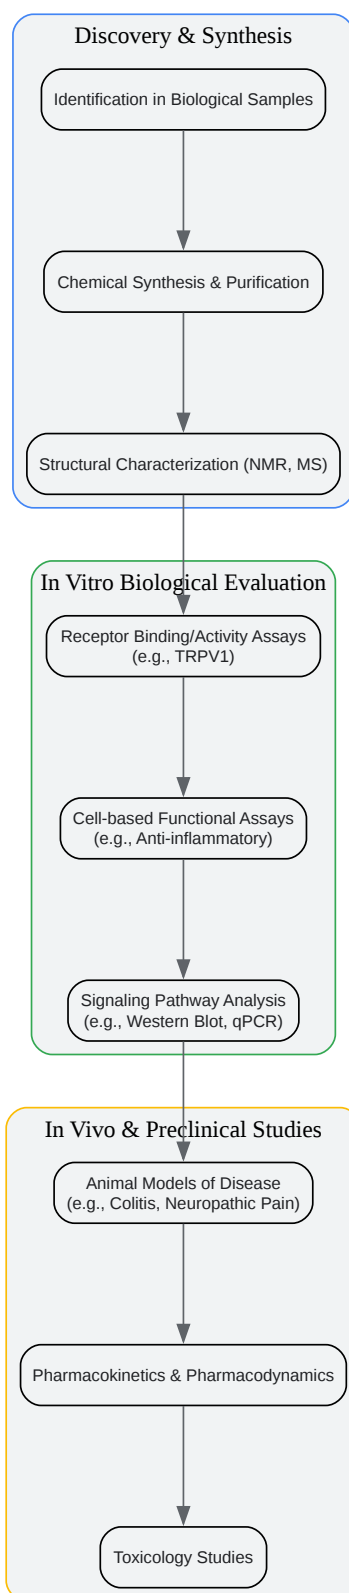 Discovery & Synthesis
Identification in Biological Samples
Chemical Synthesis & Purification
Structural Characterization (NMR, MS)
In Vitro Biological Evaluation
Receptor Binding/Activity Assays
(e.g., TRPV1)
Cell-based Functional Assays
(e.g., Anti-inflammatory)
Signaling Pathway Analysis
(e.g., Western Blot, qPCR)
In Vivo & Preclinical Studies
Animal Models of Disease
(e.g., Colitis, Neuropathic Pain)
Pharmacokinetics & Pharmacodynamics
Toxicology Studies